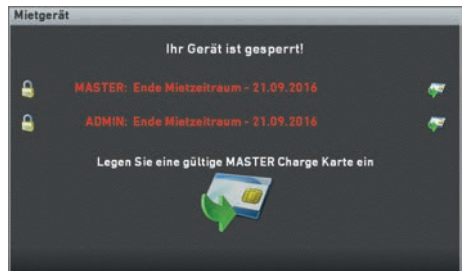 Mietgerät
Ihr Gerät ist gesperrt!
MASTER: Ende Mietzeitraum - 21.09.2016
ADMIN: Ende Mietzeitraum - 21.09.2016
Legen Sie eine gültige MASTER Charge Karte ein